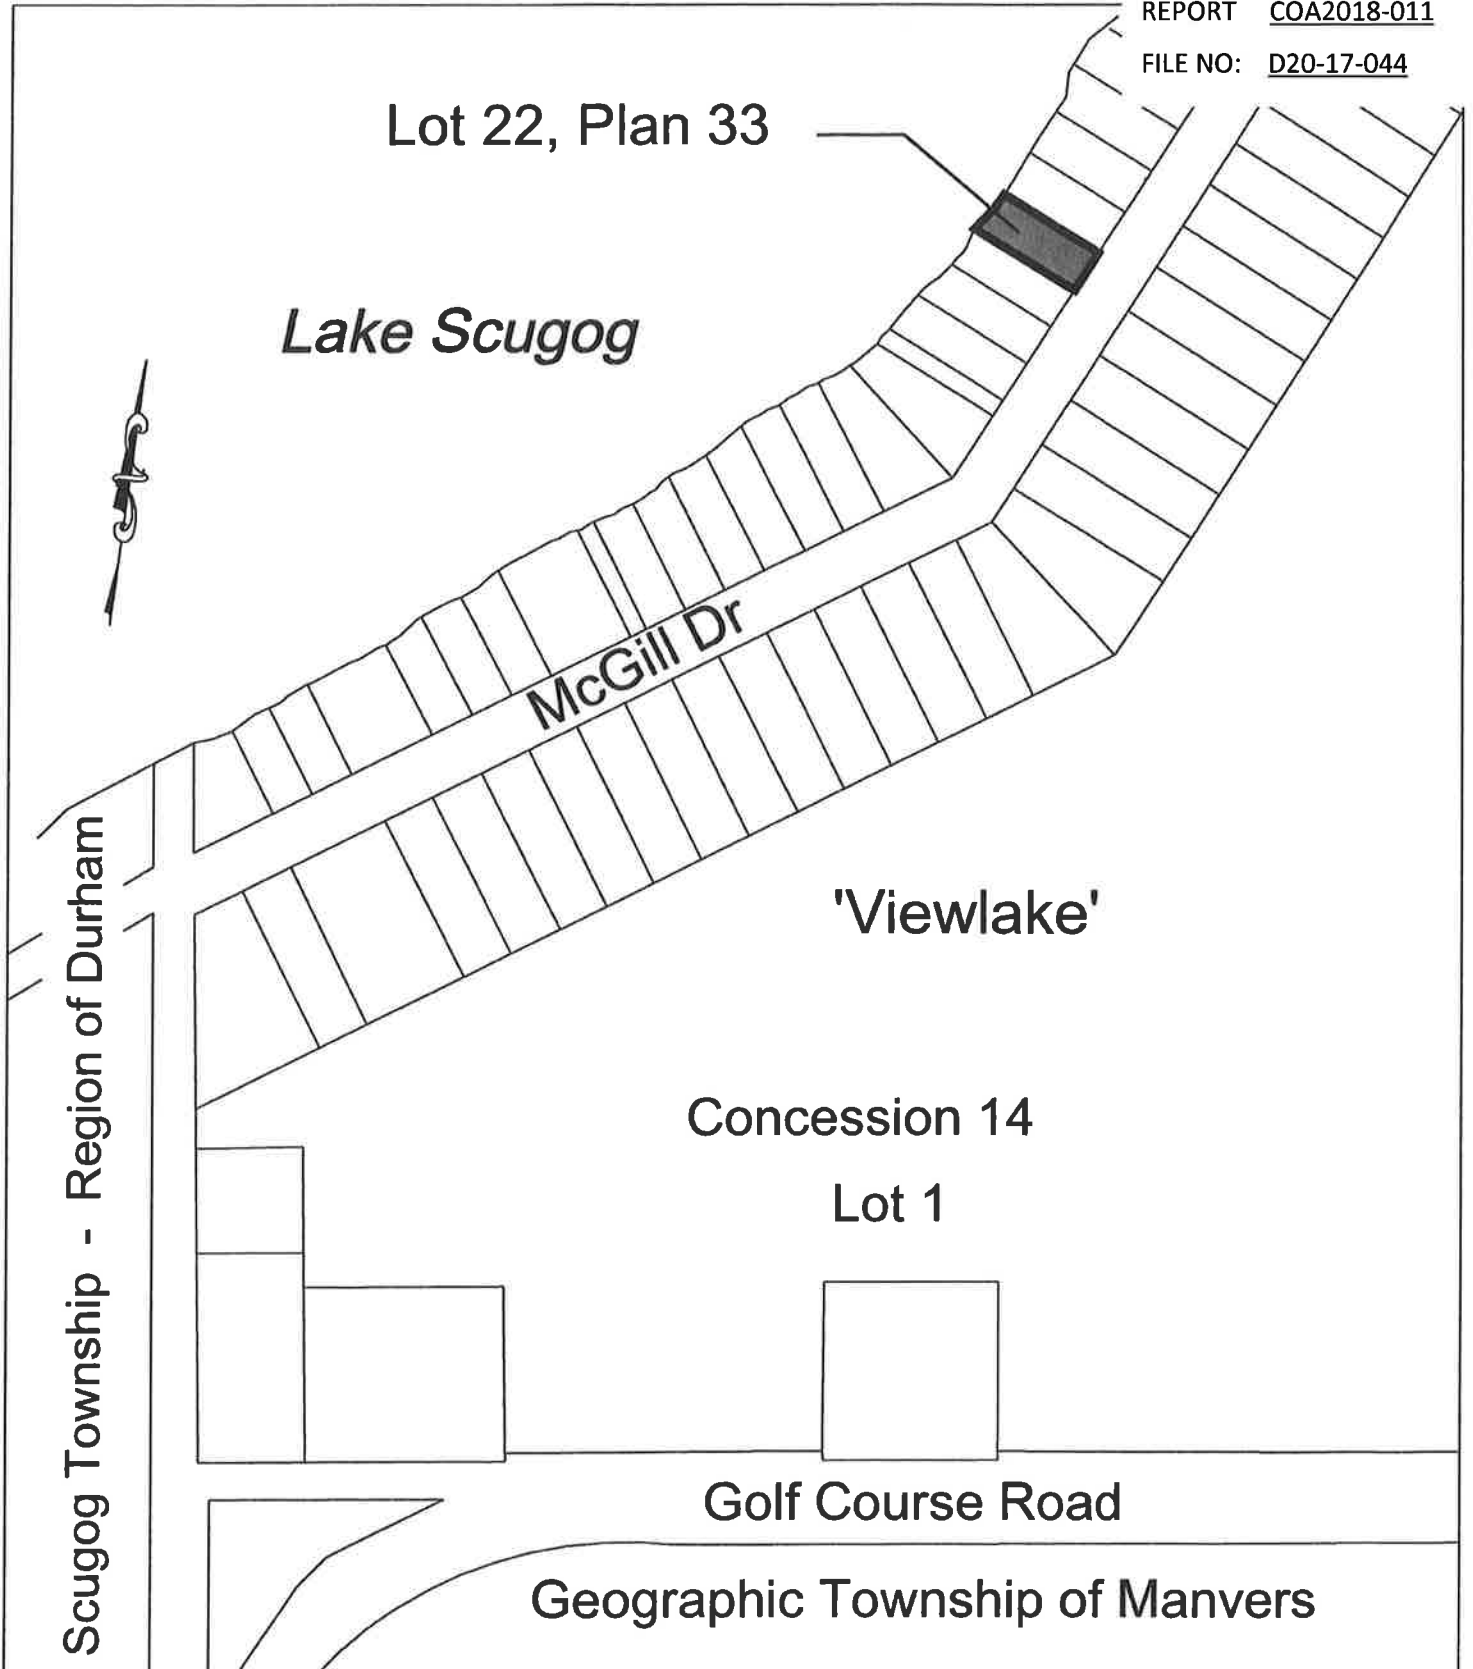 REPORT COA2018-011
FILE NO: D20-17-044
Lot 22, Plan 33
Lake Scugog
McGill Dr
'Viewlake'
Scugog Township - Region of Durham
Concession 14
Lot 1
Golf Course Road
Geographic Township of Manvers